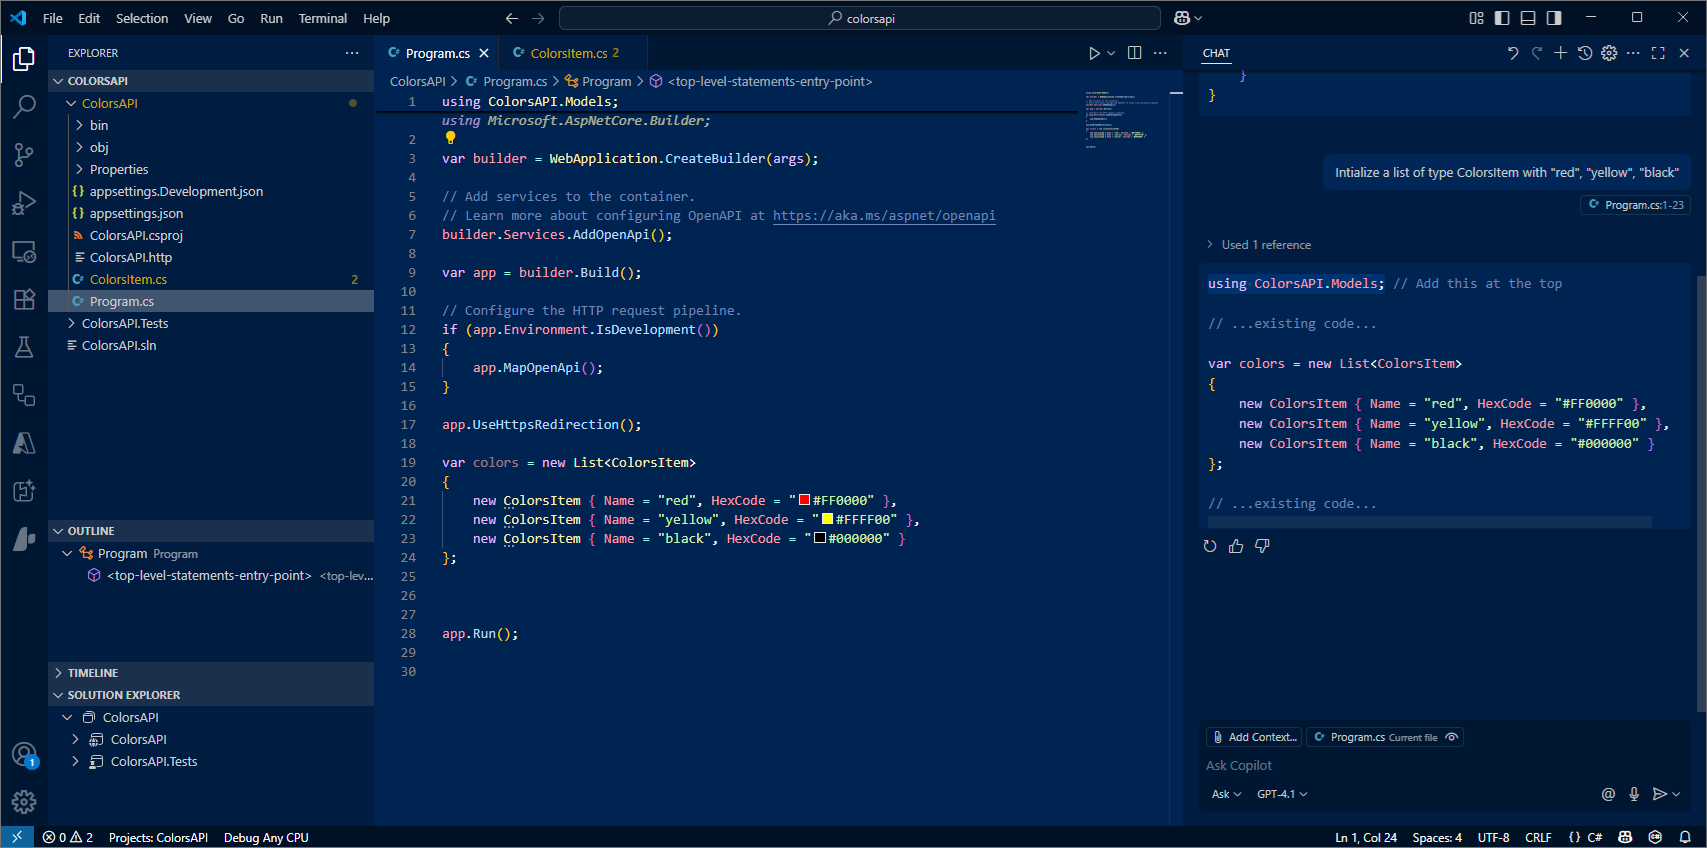 File Edit Selection View Go Run Terminal Help
colorsapi
EXPLORER
COLORSAPI
ColorsAPI
bin
obj
Properties
appsettings.Development.json
appsettings.json
ColorsAPI.csproj
ColorsAPI.http
ColorsItem.cs 2
Program.cs
ColorsAPI.Tests
ColorsAPI.sln
OUTLINE
Program Program
<top-level-statements-entry-point> <top-lev...
TIMELINE
SOLUTION EXPLORER
ColorsAPI
ColorsAPI
ColorsAPI.Tests
Program.cs
ColorsItem.cs 2
ColorsAPI > Program.cs > Program > <top-level-statements-entry-point>
1 using ColorsAPI.Models;
using Microsoft.AspNetCore.Builder;
2
3 var builder = WebApplication.CreateBuilder(args);
4
5 // Add services to the container.
6 // Learn more about configuring OpenAPI at https://aka.ms/aspnet/openapi
7 builder.Services.AddOpenApi();
8
9 var app = builder.Build();
10
11 // Configure the HTTP request pipeline.
12 if (app.Environment.IsDevelopment())
13 {
14 app.MapOpenApi();
15 }
16
17 app.UseHttpsRedirection();
18
19 var colors = new List<ColorsItem>
20 {
21 new ColorsItem { Name = "red", HexCode = "#FF0000" },
22 new ColorsItem { Name = "yellow", HexCode = "#FFFF00" },
23 new ColorsItem { Name = "black", HexCode = "#000000" }
24 };
25
26
27
28 app.Run();
29
30
CHAT
}
}
Intialize a list of type ColorsItem with "red", "yellow", "black"
Program.cs:1-23
Used 1 reference
using ColorsAPI.Models; // Add this at the top
// ...existing code...
var colors = new List<ColorsItem>
{
new ColorsItem { Name = "red", HexCode = "#FF0000" },
new ColorsItem { Name = "yellow", HexCode = "#FFFF00" },
new ColorsItem { Name = "black", HexCode = "#000000" }
};
// ...existing code...
Add Context...
Program.cs Current file
Ask Copilot
Ask GPT-4.1
1
0 2 Projects: ColorsAPI Debug Any CPU
Ln 1, Col 24 Spaces: 4 UTF-8 CRLF {} C#